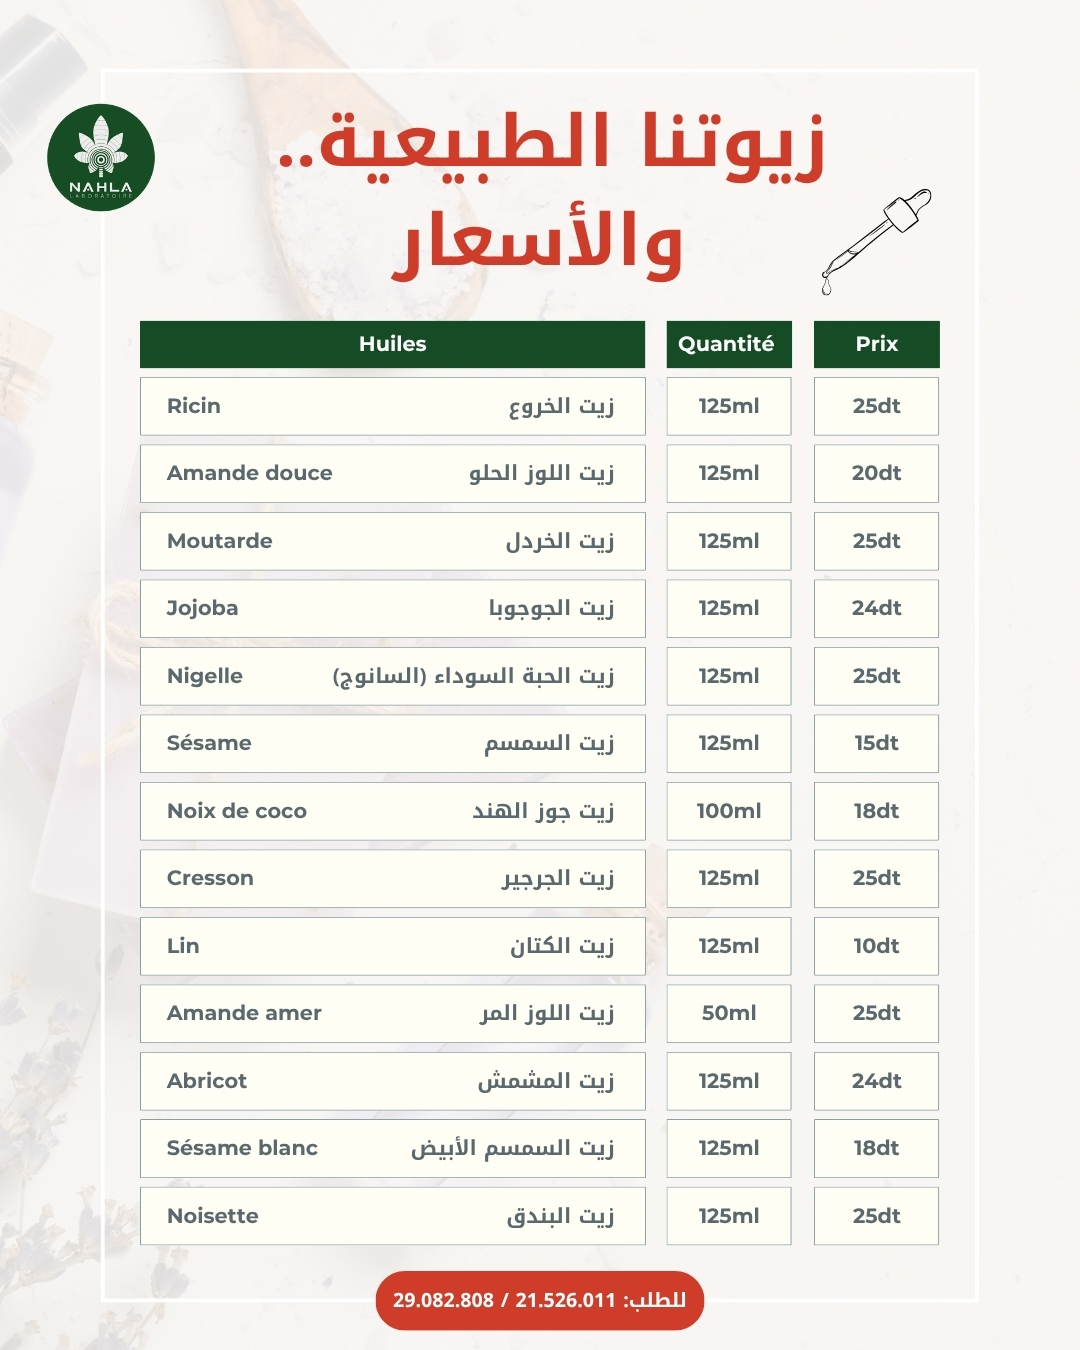 NAHLA
LABORATOIRE
زيوتنا الطبيعية..
والأسعار
Huiles Quantité Prix
Ricin زيت الخروع 125ml 25dt
Amande douce زيت اللوز الحلو 125ml 20dt
Moutarde زيت الخردل 125ml 25dt
Jojoba زيت الجوجوبا 125ml 24dt
Nigelle زيت الحبة السوداء (السانوج) 125ml 25dt
Sésame زيت السمسم 125ml 15dt
Noix de coco زيت جوز الهند 100ml 18dt
Cresson زيت الجرجير 125ml 25dt
Lin زيت الكتان 125ml 10dt
Amande amer زيت اللوز المر 50ml 25dt
Abricot زيت المشمش 125ml 24dt
Sésame blanc زيت السمسم الأبيض 125ml 18dt
Noisette زيت البندق 125ml 25dt
للطلب: 21.526.011 / 29.082.808